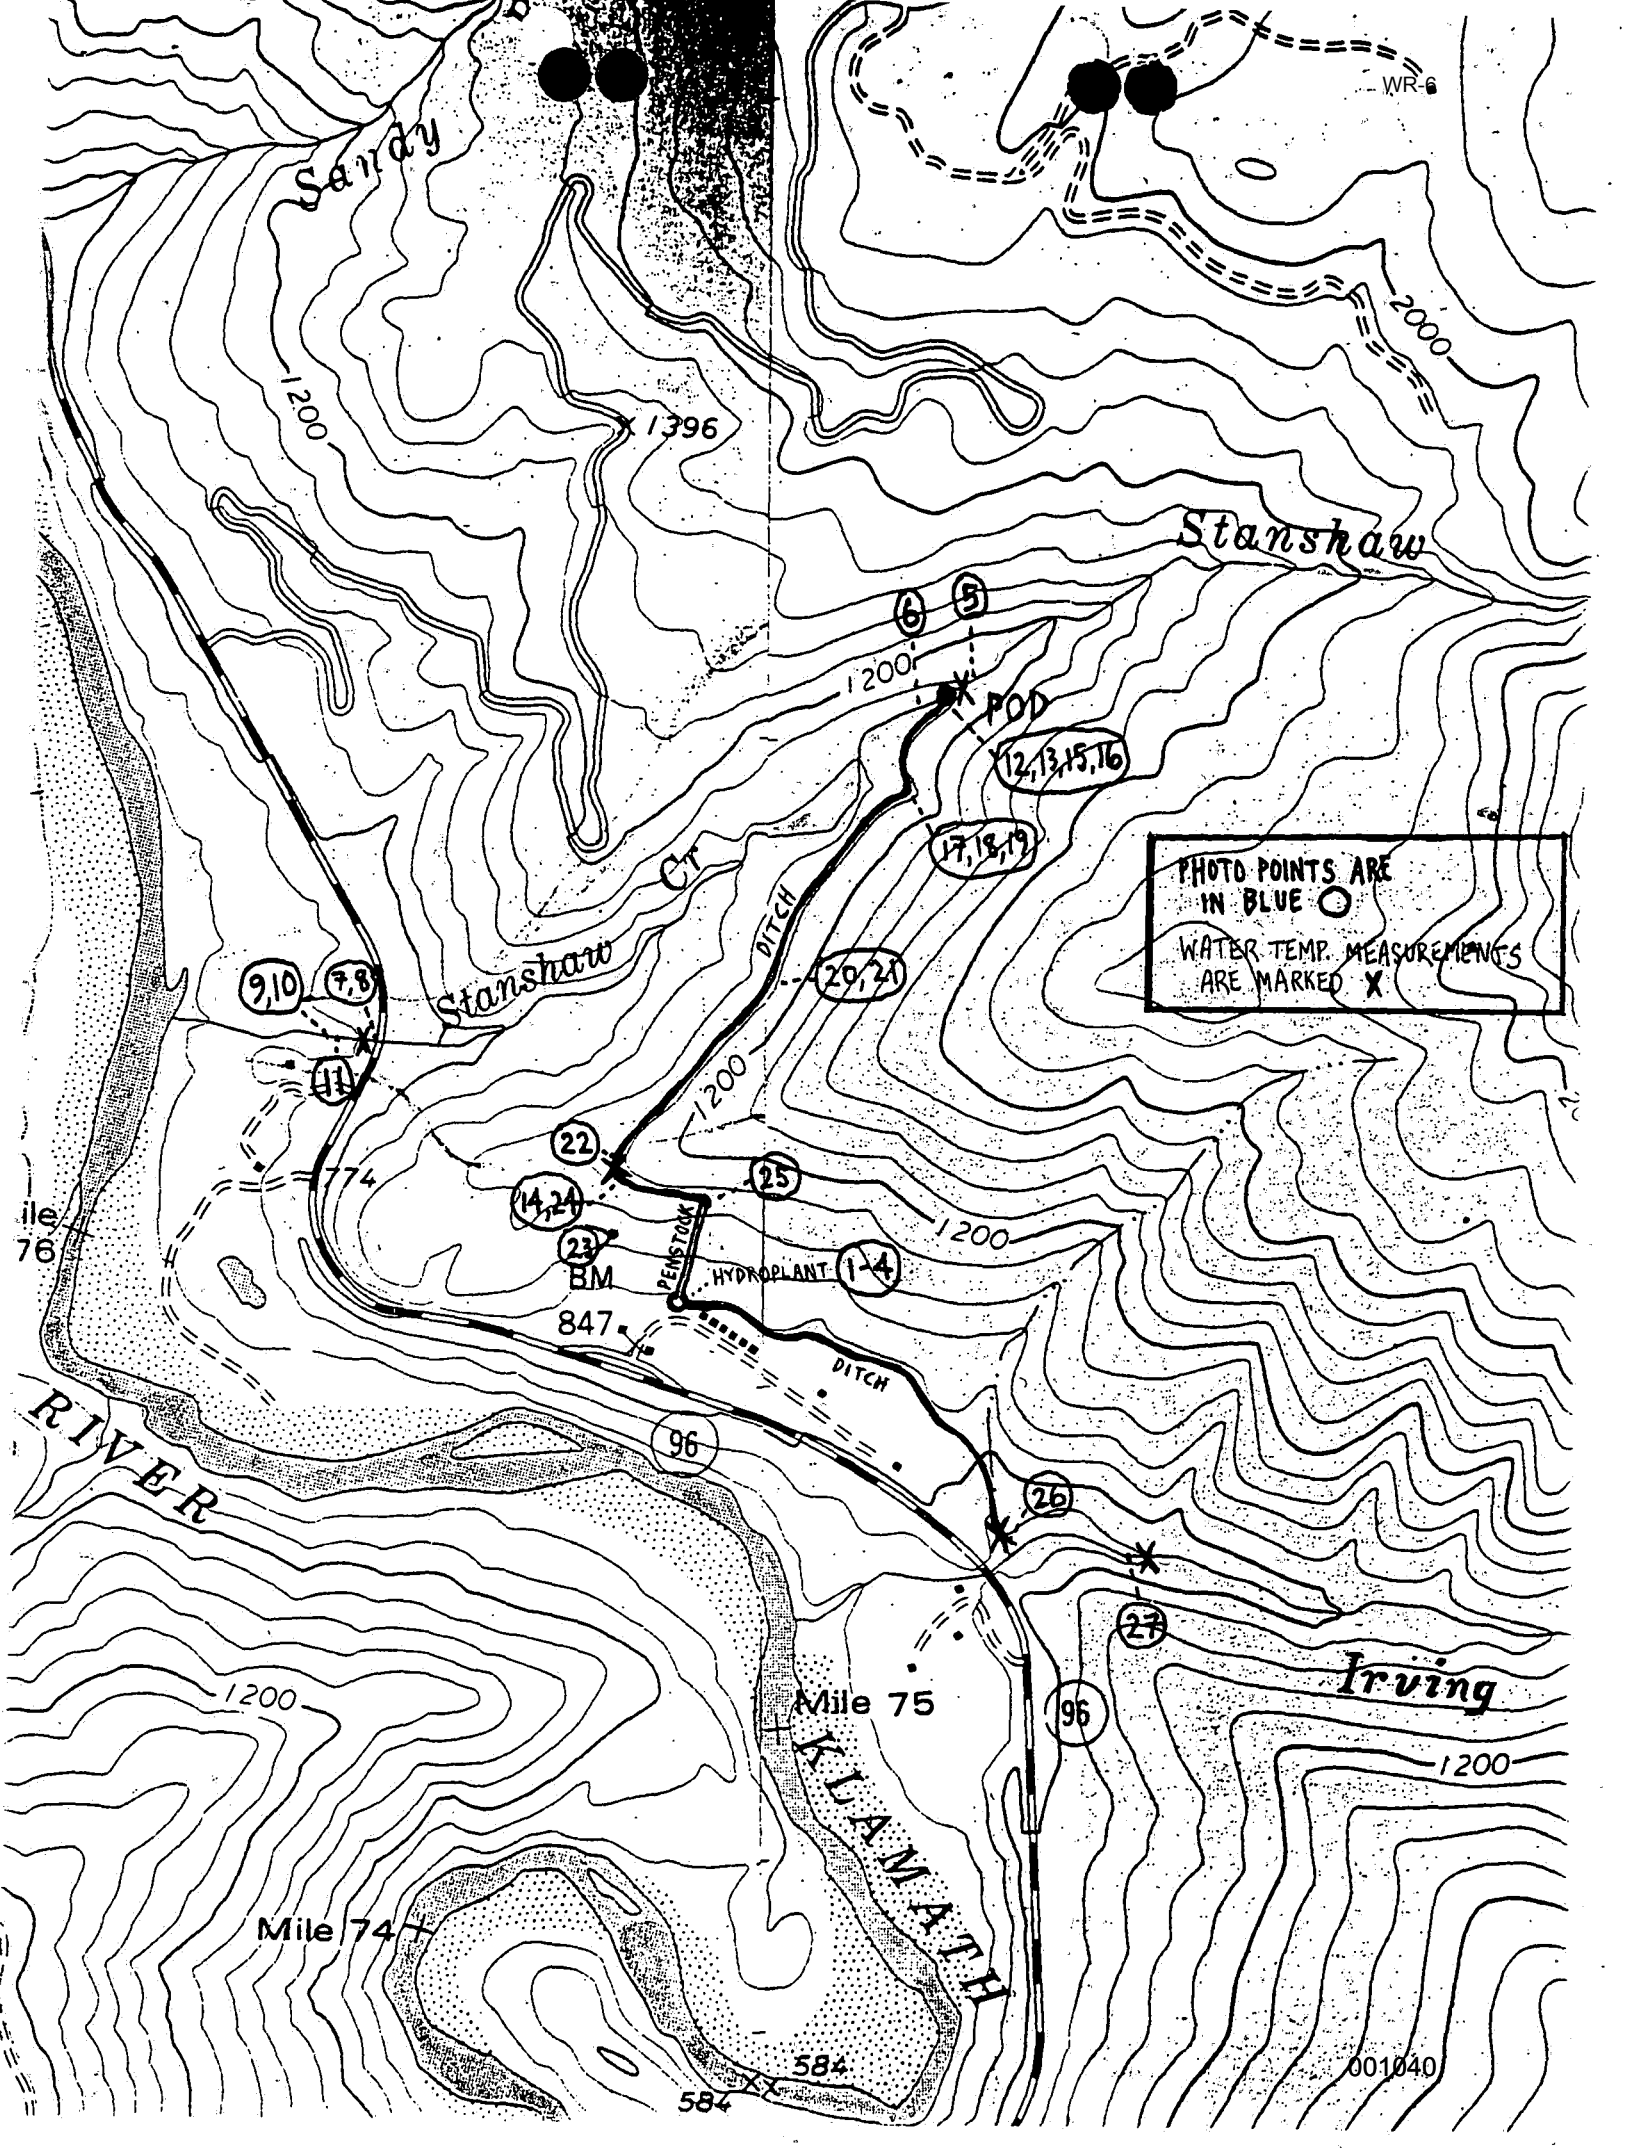 WR-6
Sandy
2000
1200
1396
Stanshaw
6
5
1200
POD
12,13,15,16
17,18,19
Cr
PHOTO POINTS ARE
IN BLUE
WATER TEMP. MEASUREMENTS
ARE MARKED X
DITCH
20,21
9,10
7,8
Stanshaw
11
1200
22
774
14,24
25
ile
76
23
PENSTOCK
1200
BM
HYDROPLANT
1-4
847
DITCH
RIVER
96
26
27
Irving
1200
Mile 75
96
KLAMATH
1200
Mile 74
584
584
001040